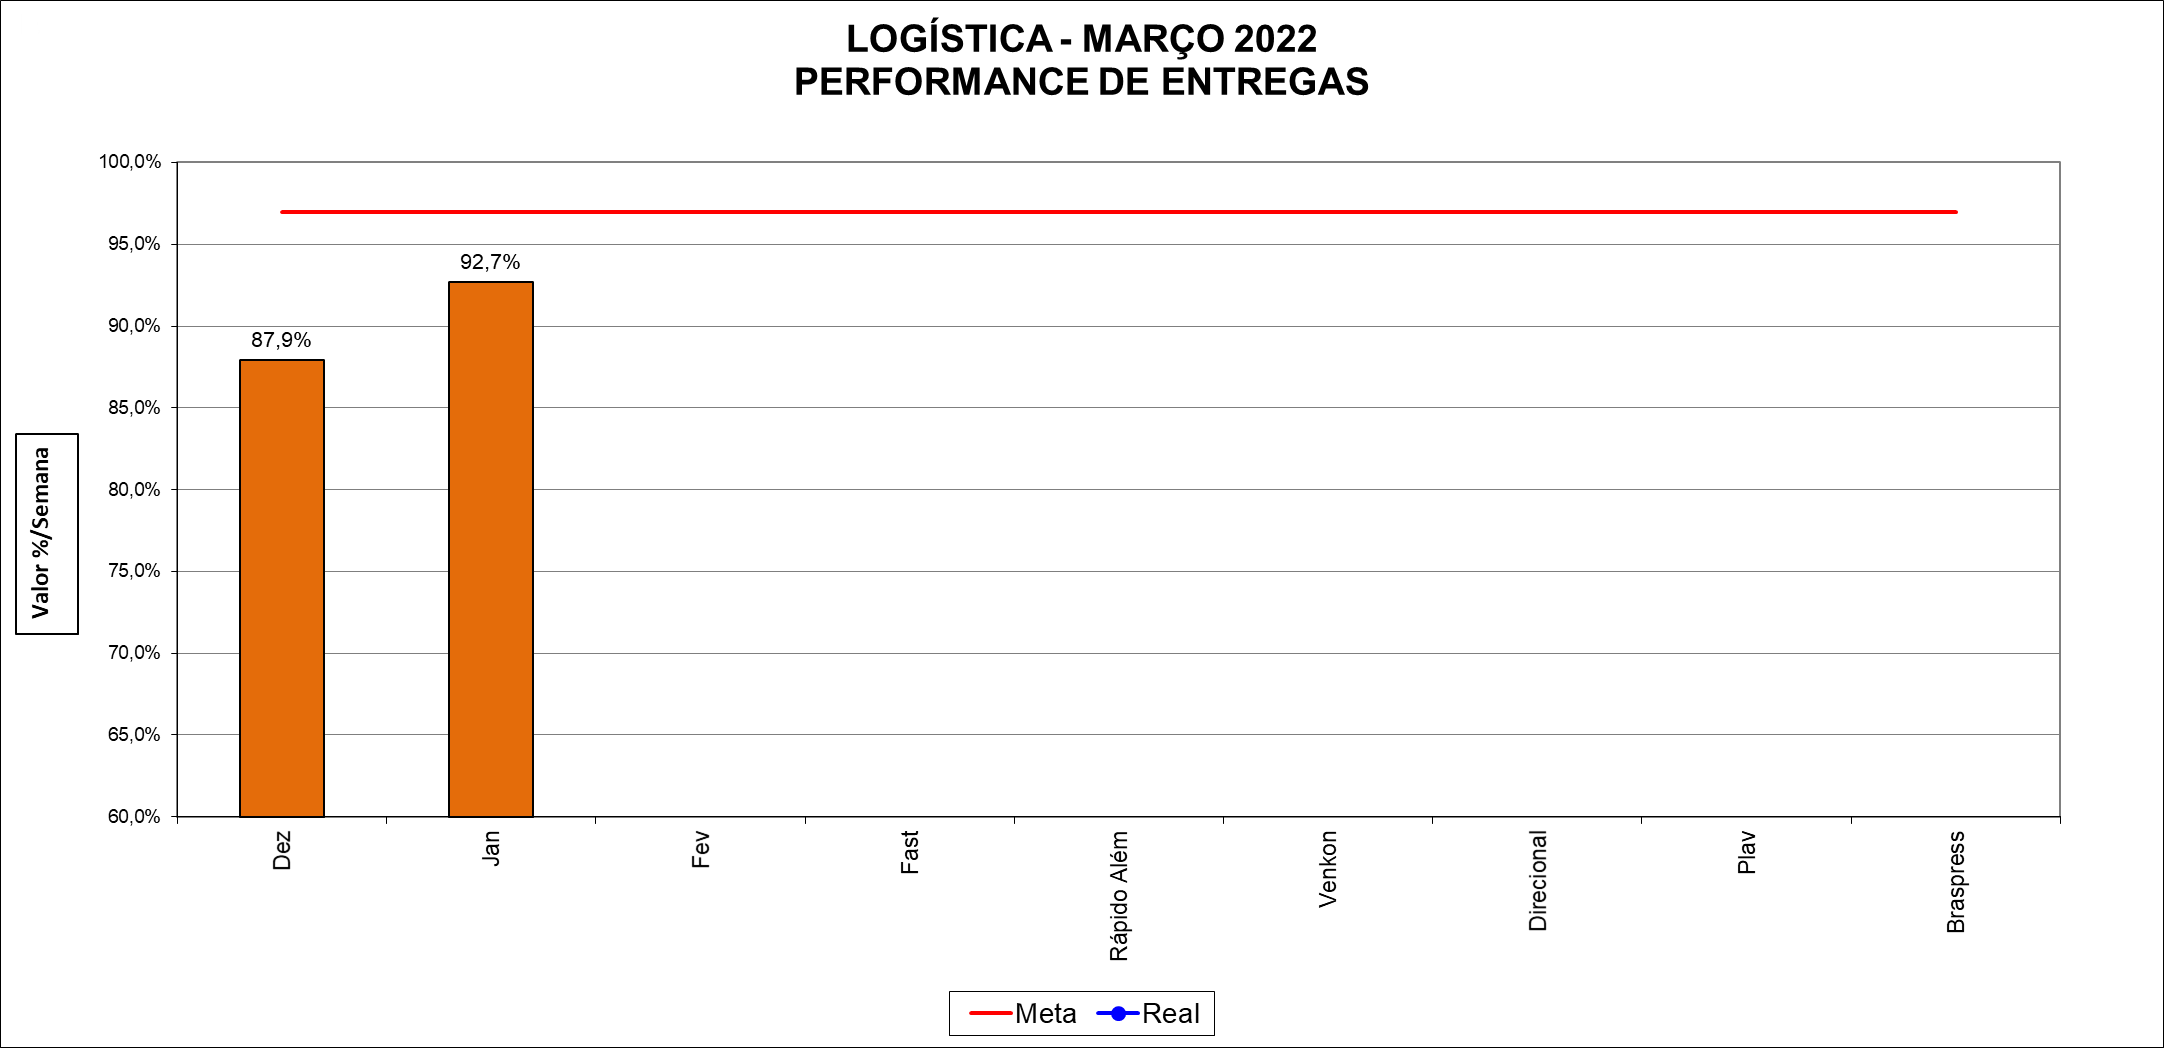 LOGÍSTICA - MARÇO 2022
PERFORMANCE DE ENTREGAS
Valor %/Semana
100,0%
95,0%
90,0%
85,0%
80,0%
75,0%
70,0%
65,0%
60,0%
87,9%
92,7%
Dez
Jan
Fev
Fast
Rápido Além
Venkon
Direcional
Plav
Braspress
Meta
Real